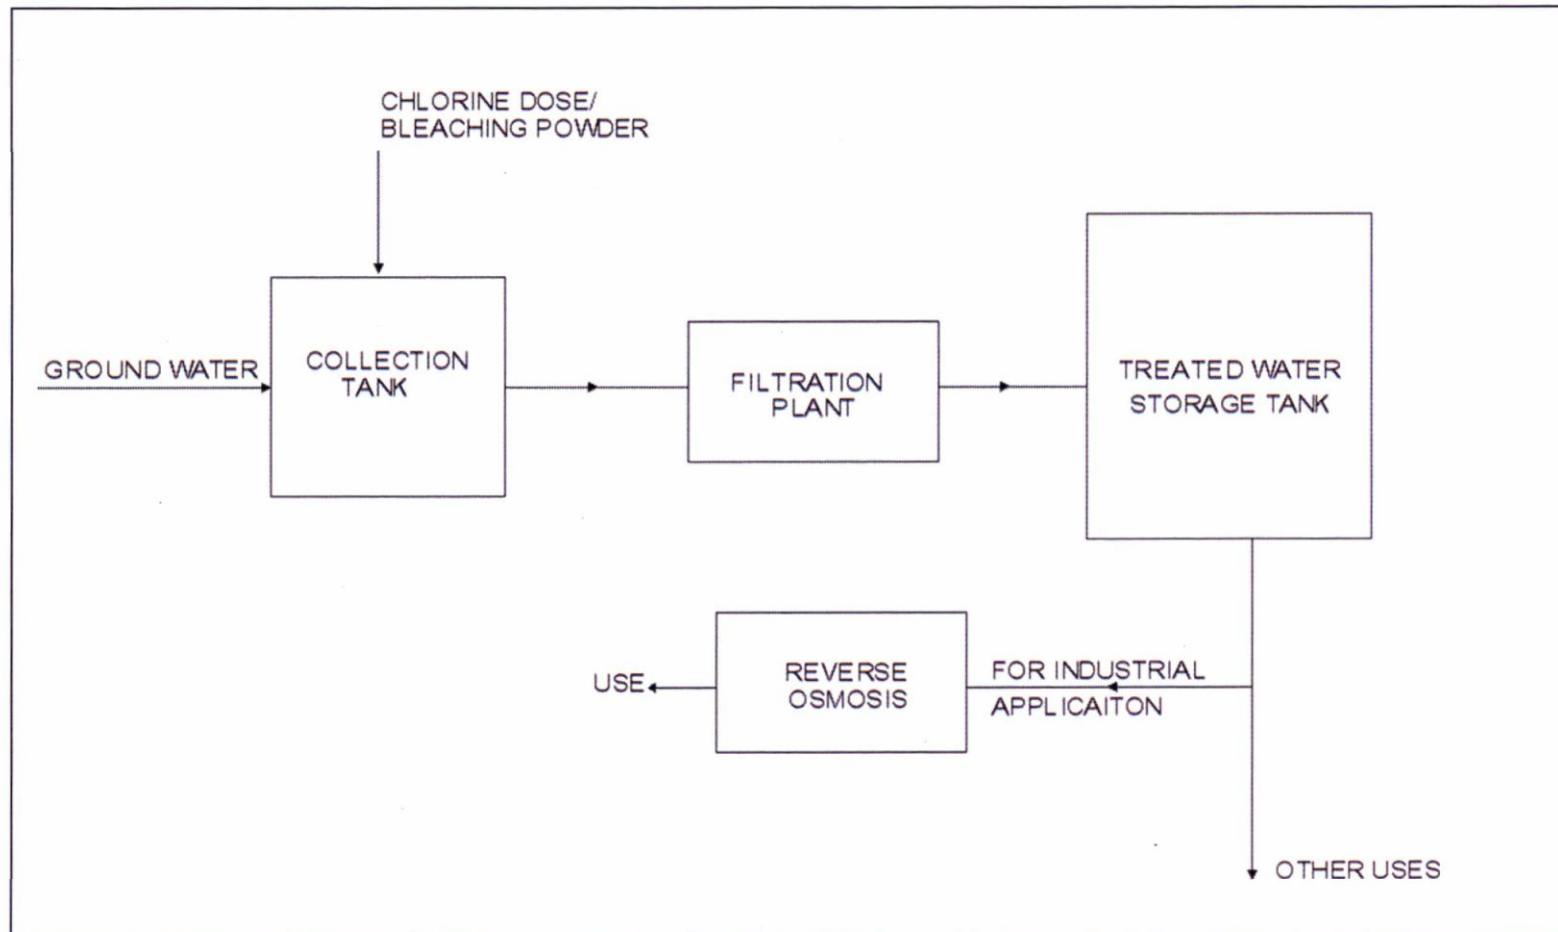 CHLORINE DOSE/
BLEACHING POWDER
GROUND WATER
COLLECTION
TANK
FILTRATION
PLANT
TREATED WATER
STORAGE TANK
USE
REVERSE
OSMOSIS
FOR INDUSTRIAL
APPLICAITON
OTHER USES